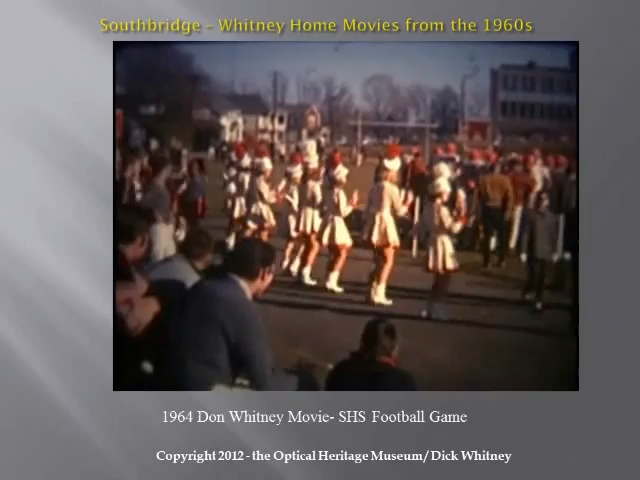 Southbridge - Whitney Home Movies from the 1960s
1964 Don Whitney Movie- SHS Football Game
Copyright 2012 - the Optical Heritage Museum / Dick Whitney